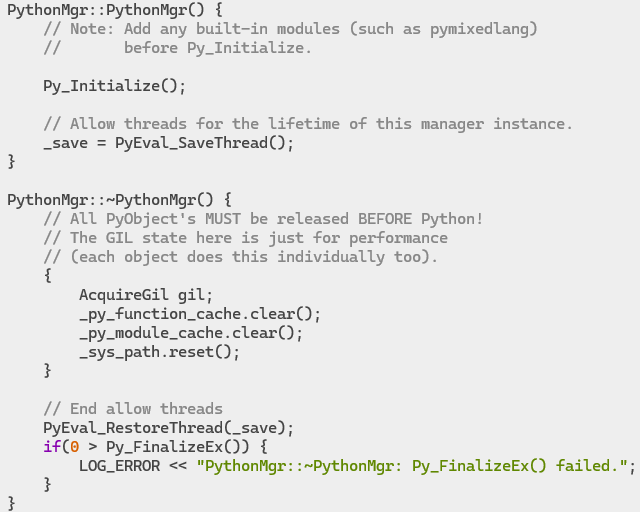 PythonMgr::PythonMgr() {
    // Note: Add any built-in modules (such as pymixedlang)
    //       before Py_Initialize.

    Py_Initialize();

    // Allow threads for the lifetime of this manager instance.
    _save = PyEval_SaveThread();
}

PythonMgr::~PythonMgr() {
    // All PyObject's MUST be released BEFORE Python!
    // The GIL state here is just for performance
    // (each object does this individually too).
    {
        AcquireGil gil;
        _py_function_cache.clear();
        _py_module_cache.clear();
        _sys_path.reset();
    }

    // End allow threads
    PyEval_RestoreThread(_save);
    if(0 > Py_FinalizeEx()) {
        LOG_ERROR << "PythonMgr::~PythonMgr: Py_FinalizeEx() failed.";
    }
}